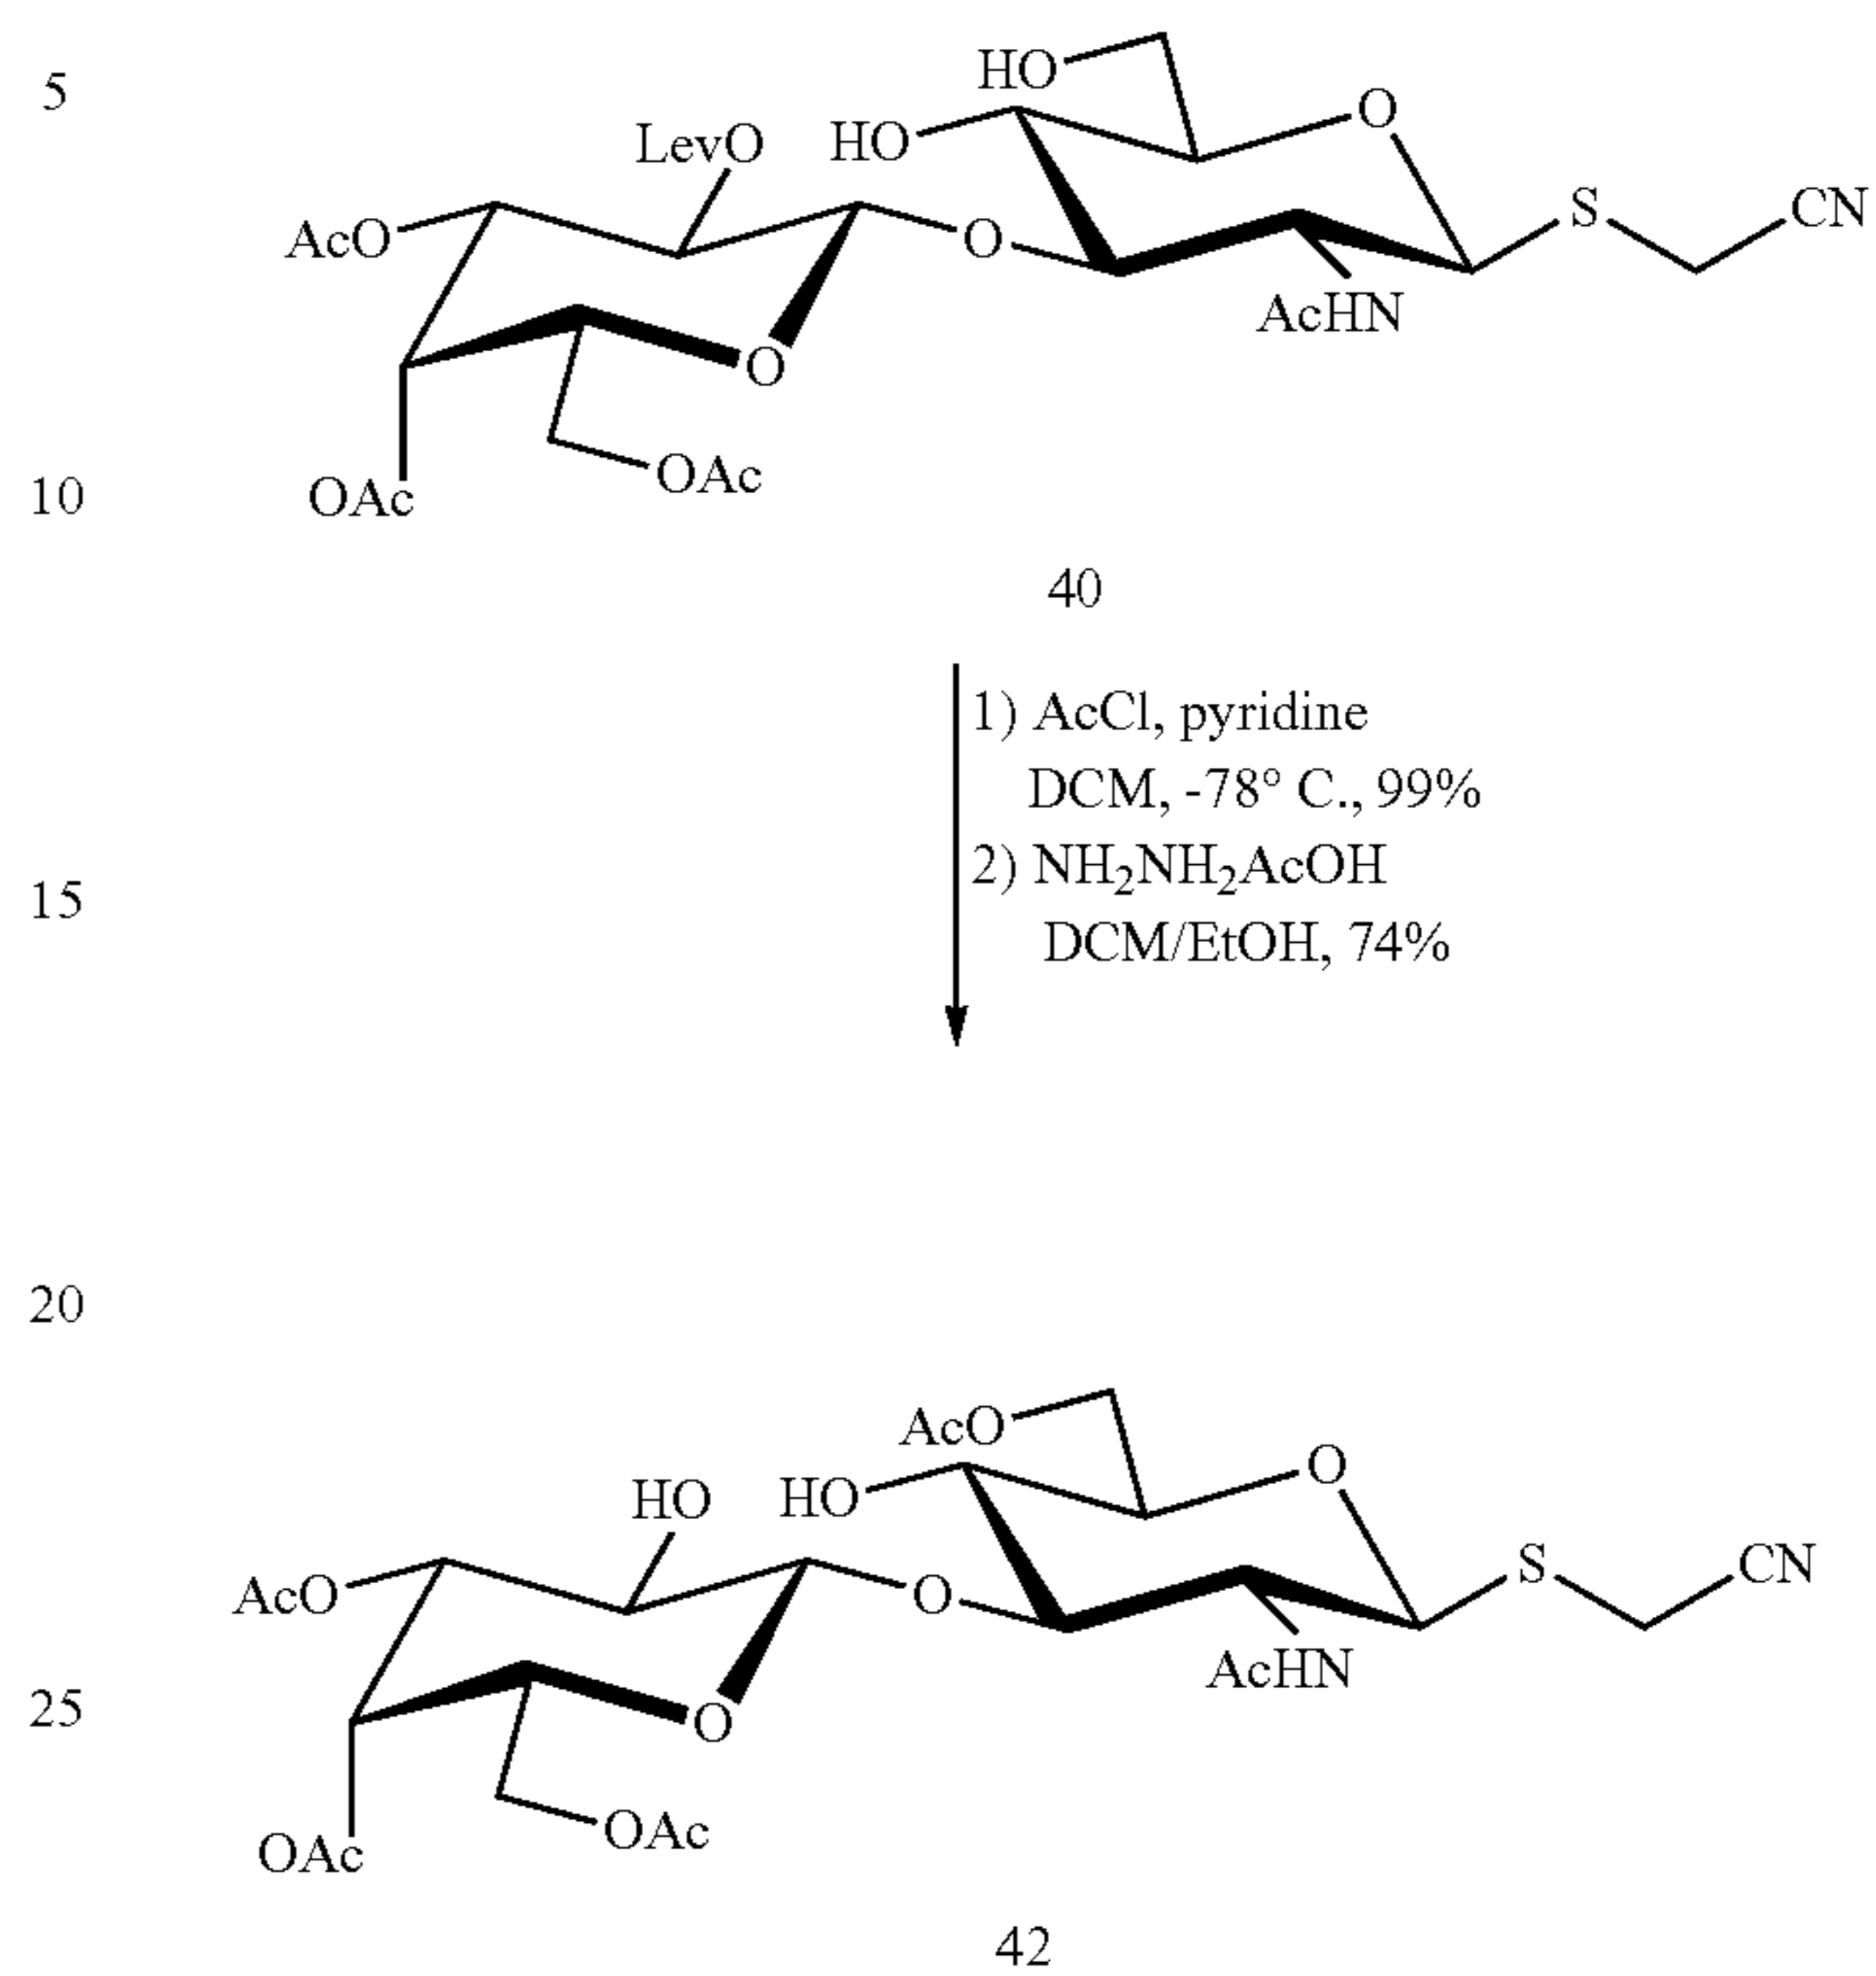 HO
5
O
LevO
HO
S
CN
AcO
O
AcHN
O
OAc
OAc
10
40
1) AcCl, pyridine
DCM, -78° C., 99%
2) NH₂NH₂AcOH
15
DCM/EtOH, 74%
20
AcO
O
HO
HO
S
CN
AcO
O
AcHN
25
O
OAc
OAc
42